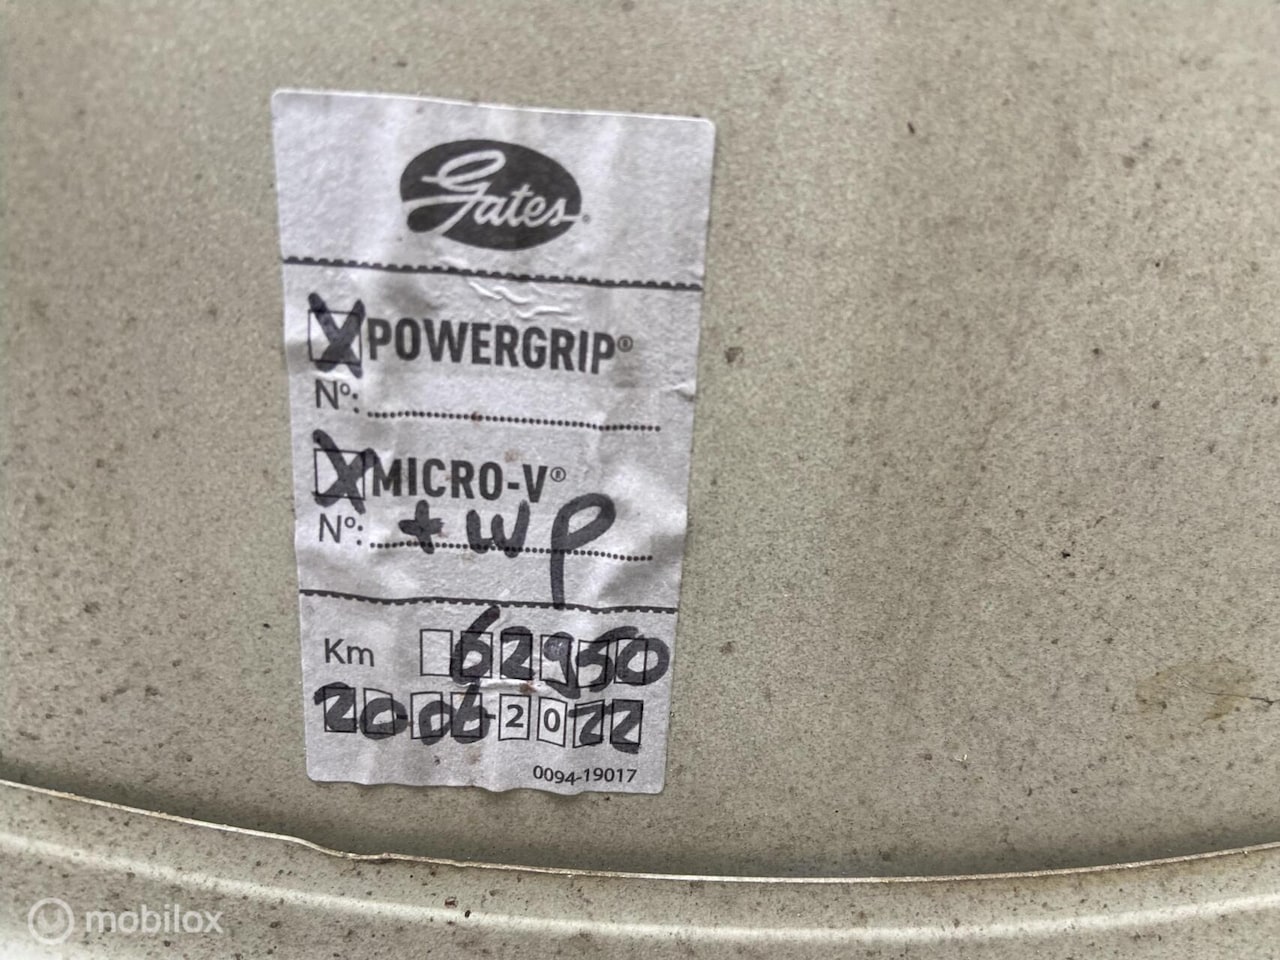 Gates®
X POWERGRIP®
Nº:
X MICRO-V®
Nº: + WP
Km 62950
20-06-2022
0094-19017
mobilox